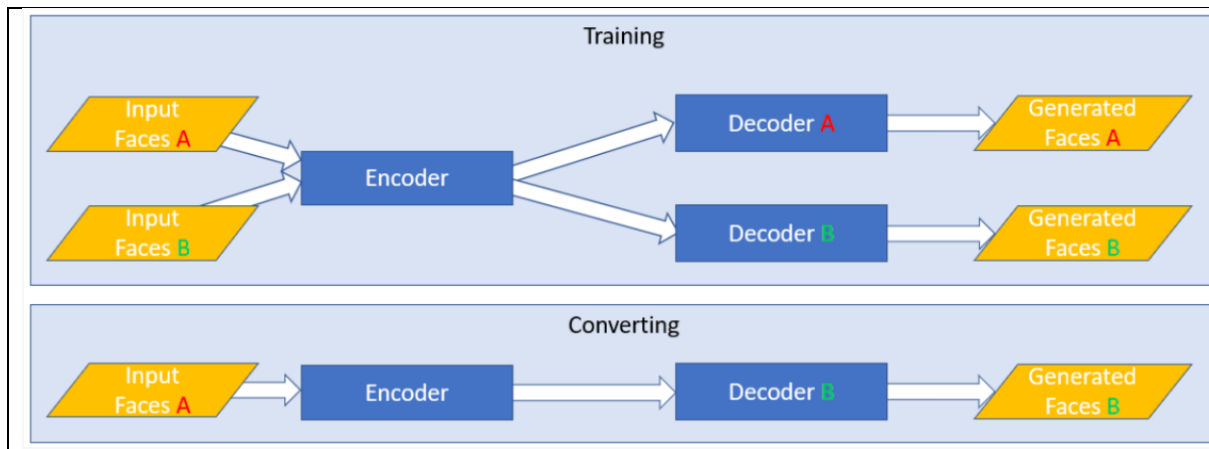 Training
Input
Faces A
Encoder
Decoder A
Generated
Faces A
Input
Faces B
Decoder B
Generated
Faces B
Converting
Input
Faces A
Encoder
Decoder B
Generated
Faces B